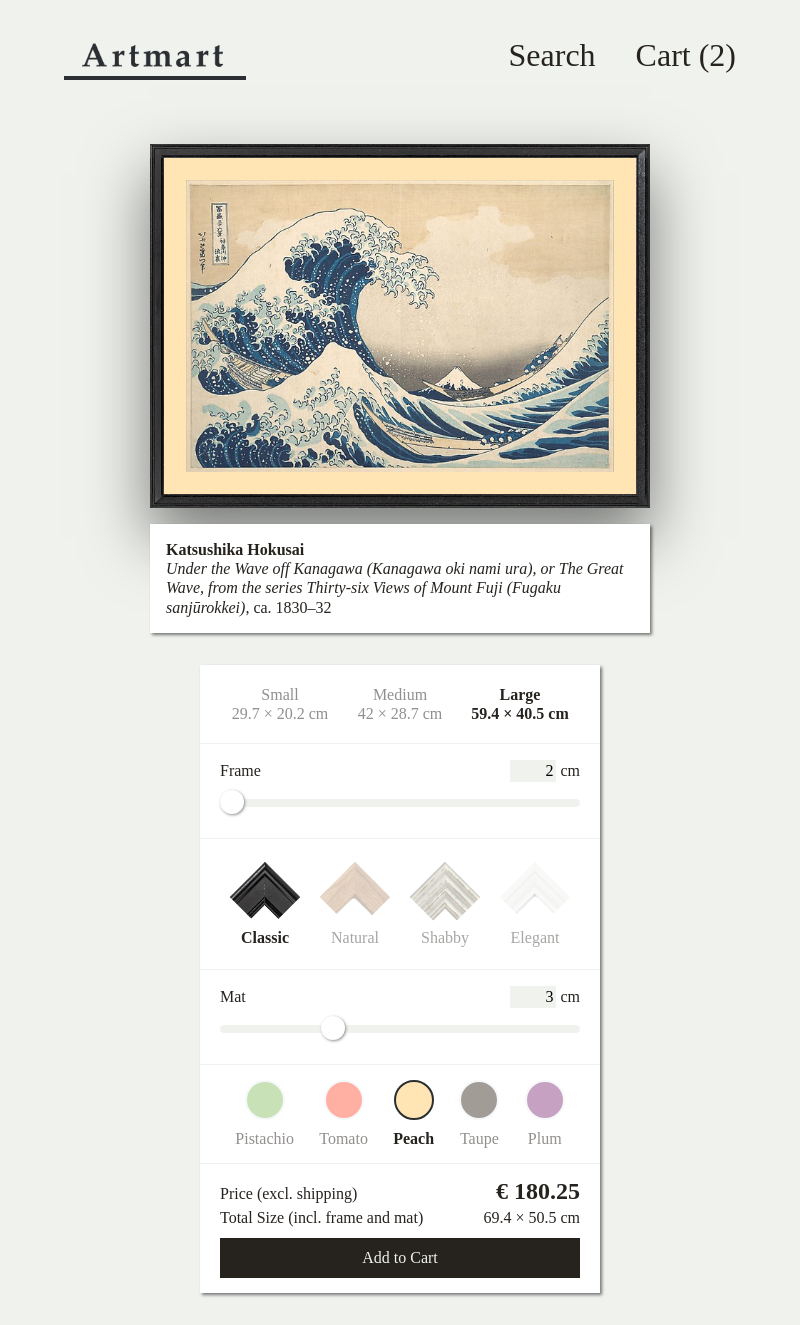 Artmart
Search
Cart (2)
Katsushika Hokusai
Under the Wave off Kanagawa (Kanagawa oki nami ura), or The Great
Wave, from the series Thirty-six Views of Mount Fuji (Fugaku
sanjūrokkei), ca. 1830–32
Small
29.7 × 20.2 cm
Medium
42 × 28.7 cm
Large
59.4 × 40.5 cm
Frame
2 cm
Classic
Natural
Shabby
Elegant
Mat
3 cm
Pistachio
Tomato
Peach
Taupe
Plum
Price (excl. shipping)
€ 180.25
Total Size (incl. frame and mat)
69.4 × 50.5 cm
Add to Cart